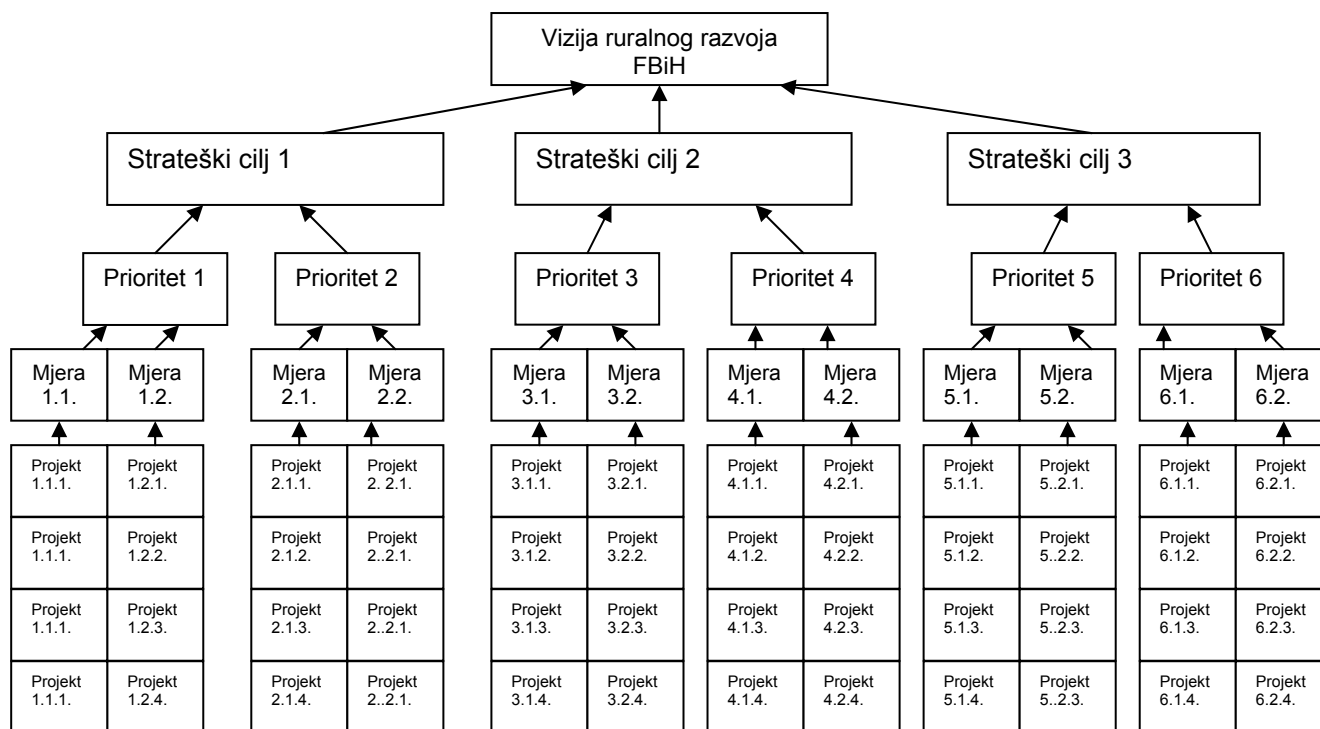 Vizija ruralnog razvoja
FBiH
Strateški cilj 1
Strateški cilj 2
Strateški cilj 3
Prioritet 1
Prioritet 2
Prioritet 3
Prioritet 4
Prioritet 5
Prioritet 6
Mjera
1.1.
Mjera
1.2.
Mjera
2.1.
Mjera
2.2.
Mjera
3.1.
Mjera
3.2.
Mjera
4.1.
Mjera
4.2.
Mjera
5.1.
Mjera
5.2.
Mjera
6.1.
Mjera
6.2.
Projekt
1.1.1.
Projekt
1.2.1.
Projekt
2.1.1.
Projekt
2. 2.1.
Projekt
3.1.1.
Projekt
3.2.1.
Projekt
4.1.1.
Projekt
4.2.1.
Projekt
5.1.1.
Projekt
5..2.1.
Projekt
6.1.1.
Projekt
6.2.1.
Projekt
1.1.1.
Projekt
1.2.2.
Projekt
2.1.2.
Projekt
2..2.1.
Projekt
3.1.2.
Projekt
3.2.2.
Projekt
4.1.2.
Projekt
4.2.2.
Projekt
5.1.2.
Projekt
5..2.2.
Projekt
6.1.2.
Projekt
6.2.2.
Projekt
1.1.1.
Projekt
1.2.3.
Projekt
2.1.3.
Projekt
2..2.1.
Projekt
3.1.3.
Projekt
3.2.3.
Projekt
4.1.3.
Projekt
4.2.3.
Projekt
5.1.3.
Projekt
5..2.3.
Projekt
6.1.3.
Projekt
6.2.3.
Projekt
1.1.1.
Projekt
1.2.4.
Projekt
2.1.4.
Projekt
2..2.1.
Projekt
3.1.4.
Projekt
3.2.4.
Projekt
4.1.4.
Projekt
4.2.4.
Projekt
5.1.4.
Projekt
5..2.3.
Projekt
6.1.4.
Projekt
6.2.4.